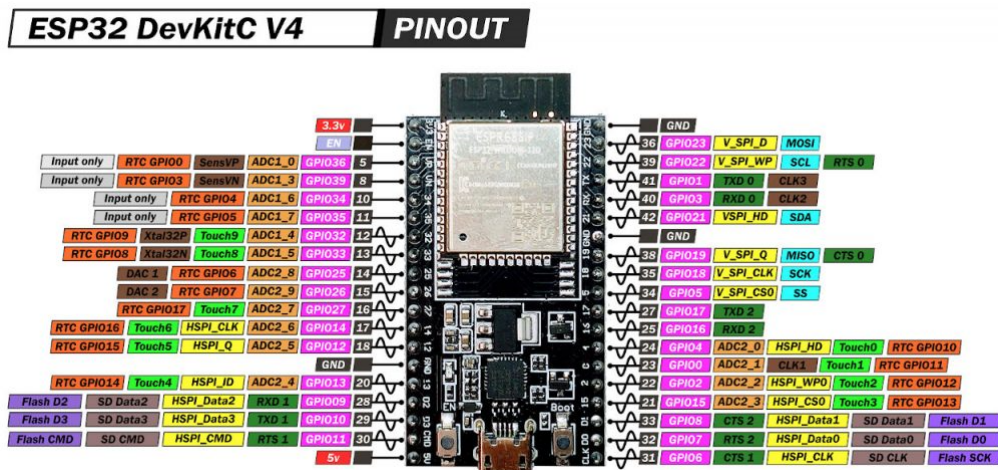 ESP32 DevKitC V4 PINOUT
3.3v
GND
EN
36 GPIO23 V_SPI_D MOSI
Input only RTC GPIO0 SensVP ADC1_0 GPIO36 5
39 GPIO22 V_SPI_WP SCL RTS 0
Input only RTC GPIO3 SensVN ADC1_3 GPIO39 8
41 GPIO1 TXD 0 CLK3
Input only RTC GPIO4 ADC1_6 GPIO34 10
40 GPIO3 RXD 0 CLK2
Input only RTC GPIO5 ADC1_7 GPIO35 11
42 GPIO21 VSPI_HD SDA
RTC GPIO9 Xtal32P Touch9 ADC1_4 GPIO32 12
GND
RTC GPIO8 Xtal32N Touch8 ADC1_5 GPIO33 13
38 GPIO19 V_SPI_Q MISO CTS 0
DAC 1 RTC GPIO6 ADC2_8 GPIO25 14
35 GPIO18 V_SPI_CLK SCK
DAC 2 RTC GPIO7 ADC2_9 GPIO26 15
34 GPIO5 V_SPI_CS0 SS
RTC GPIO17 Touch7 ADC2_7 GPIO27 16
27 GPIO17 TXD 2
RTC GPIO16 Touch6 HSPI_CLK ADC2_6 GPIO14 17
25 GPIO16 RXD 2
RTC GPIO15 Touch5 HSPI_Q ADC2_5 GPIO12 18
24 GPIO4 ADC2_0 HSPI_HD Touch0 RTC GPIO10
GND
23 GPIO0 ADC2_1 CLK1 Touch1 RTC GPIO11
RTC GPIO14 Touch4 HSPI_ID ADC2_4 GPIO13 20
22 GPIO2 ADC2_2 HSPI_WP0 Touch2 RTC GPIO12
Flash D2 SD Data2 HSPI_Data2 RXD 1 GPIO9 28
21 GPIO15 ADC2_3 HSPI_CS0 Touch3 RTC GPIO13
Flash D3 SD Data3 HSPI_Data3 TXD 1 GPIO10 29
33 GPIO8 CTS 2 HSPI_Data1 SD Data1 Flash D1
Flash CMD SD CMD HSPI_CMD RTS 1 GPIO11 30
32 GPIO7 RTS 2 HSPI_Data0 SD Data0 Flash D0
5v
31 GPIO6 CTS 1 HSPI_CLK SD CLK Flash SCK
EN
Boot